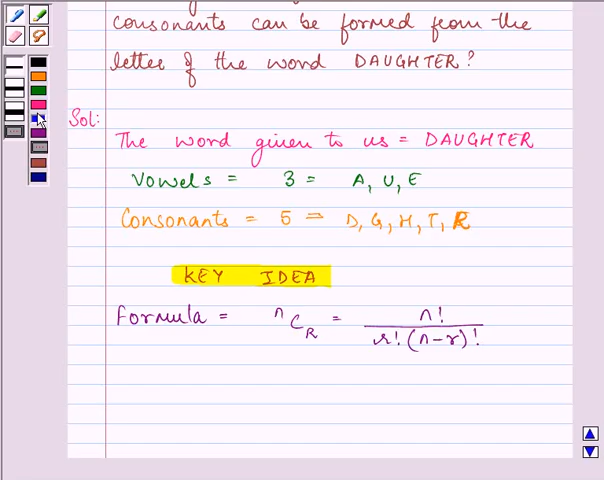 consonants can be formed from the
letter of the word DAUGHTER?
Sol:
The word given to us = DAUGHTER
Vowels = 3 = A, U, E
Consonants = 5 = D, G, H, T, R
KEY IDEA
Formula = ⁿC_R = n! / r! (n-r)!